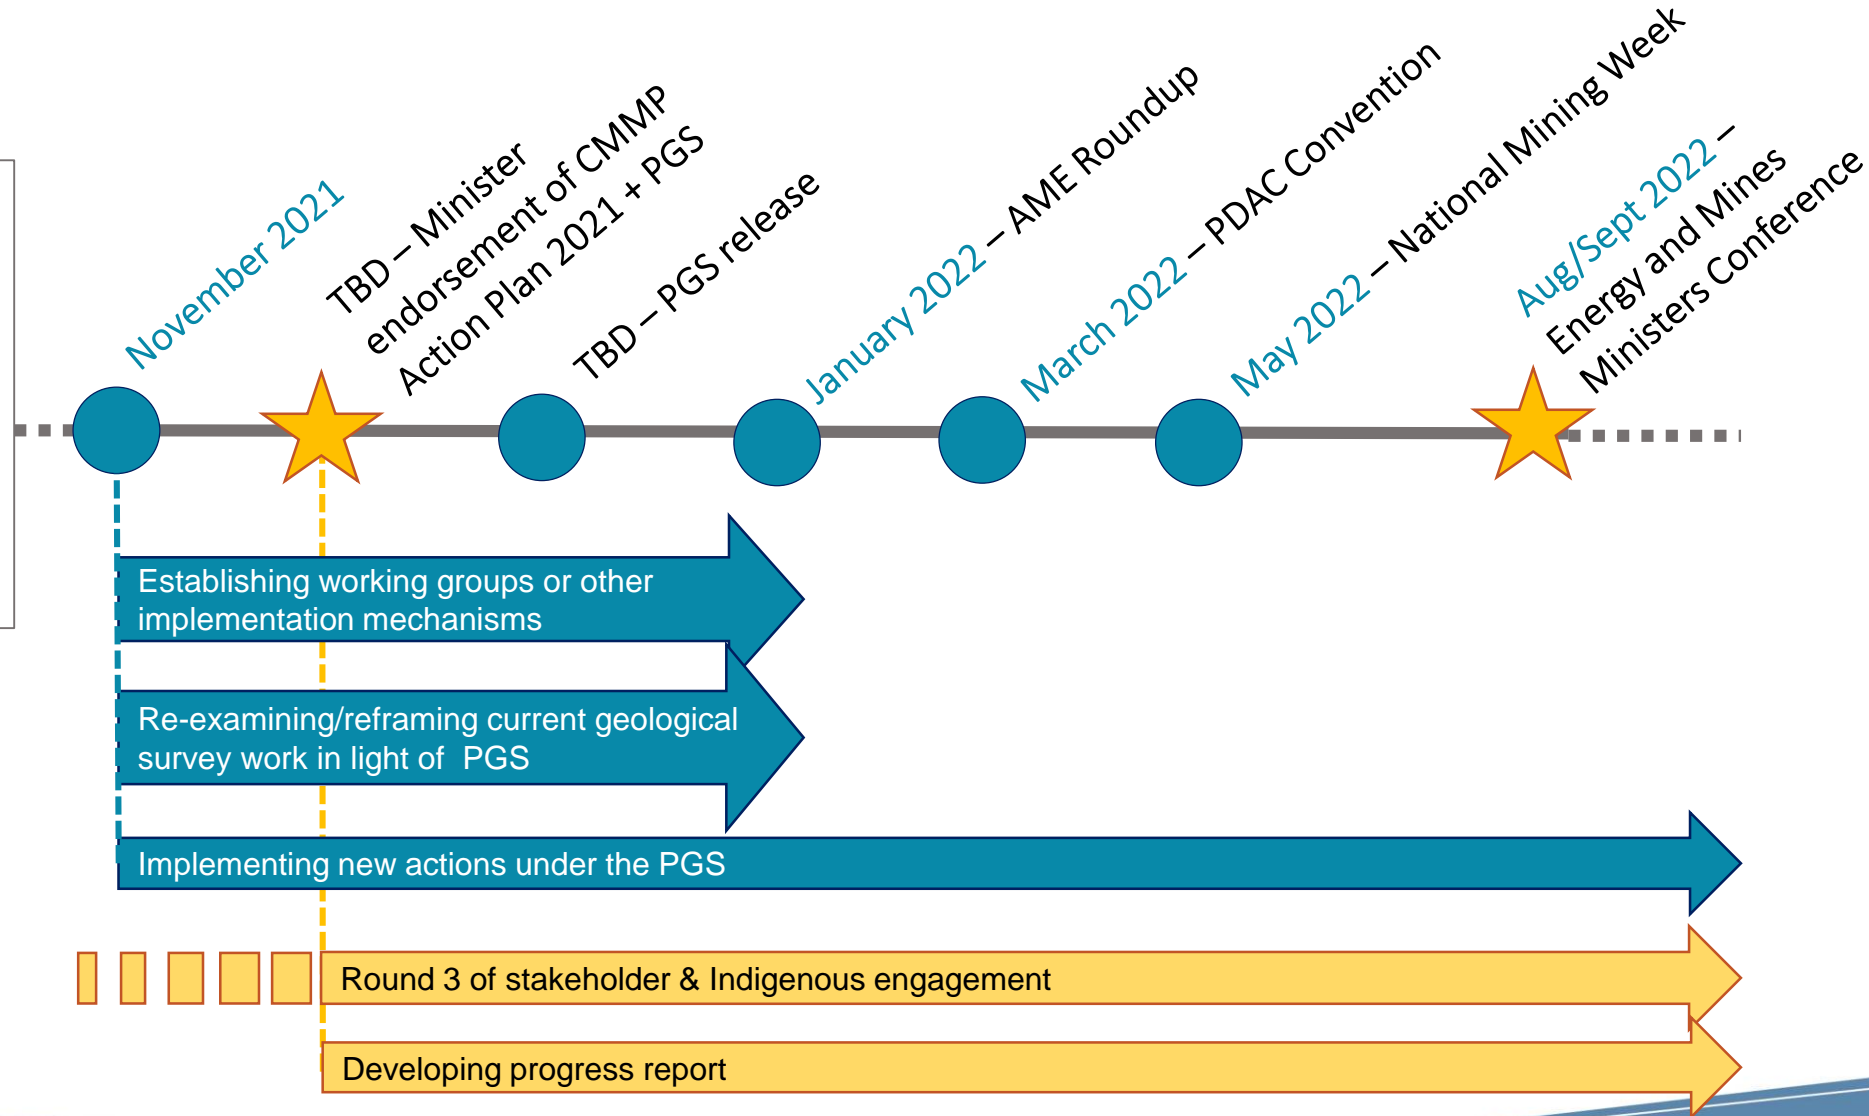 November 2021
TBD – Minister
endorsement of CMMP
Action Plan 2021 + PGS
TBD – PGS release
January 2022 – AME Roundup
March 2022 – PDAC Convention
May 2022 – National Mining Week
Aug/Sept 2022 –
Energy and Mines
Ministers Conference
Establishing working groups or other
implementation mechanisms
Re-examining/reframing current geological
survey work in light of  PGS
Implementing new actions under the PGS
Round 3 of stakeholder & Indigenous engagement
Developing progress report